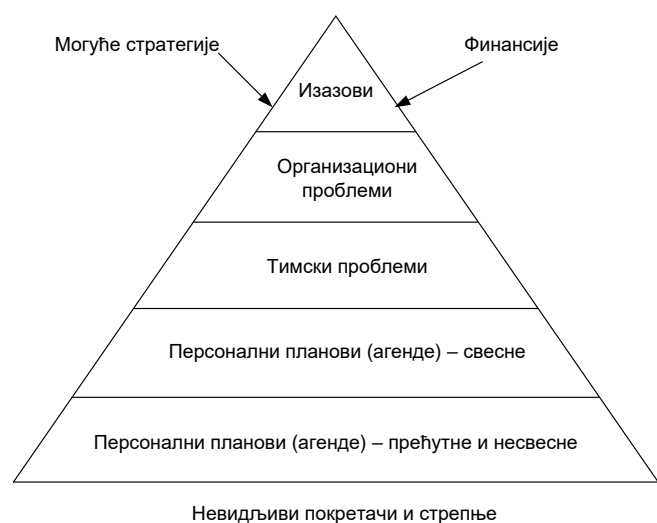 Могуће стратегије
Финансије
Изазови
Организациони
проблеми
Тимски проблеми
Персонални планови (агенде) – свесне
Персонални планови (агенде) – прећутне и несвесне
Невидљиви покретачи и стрепње